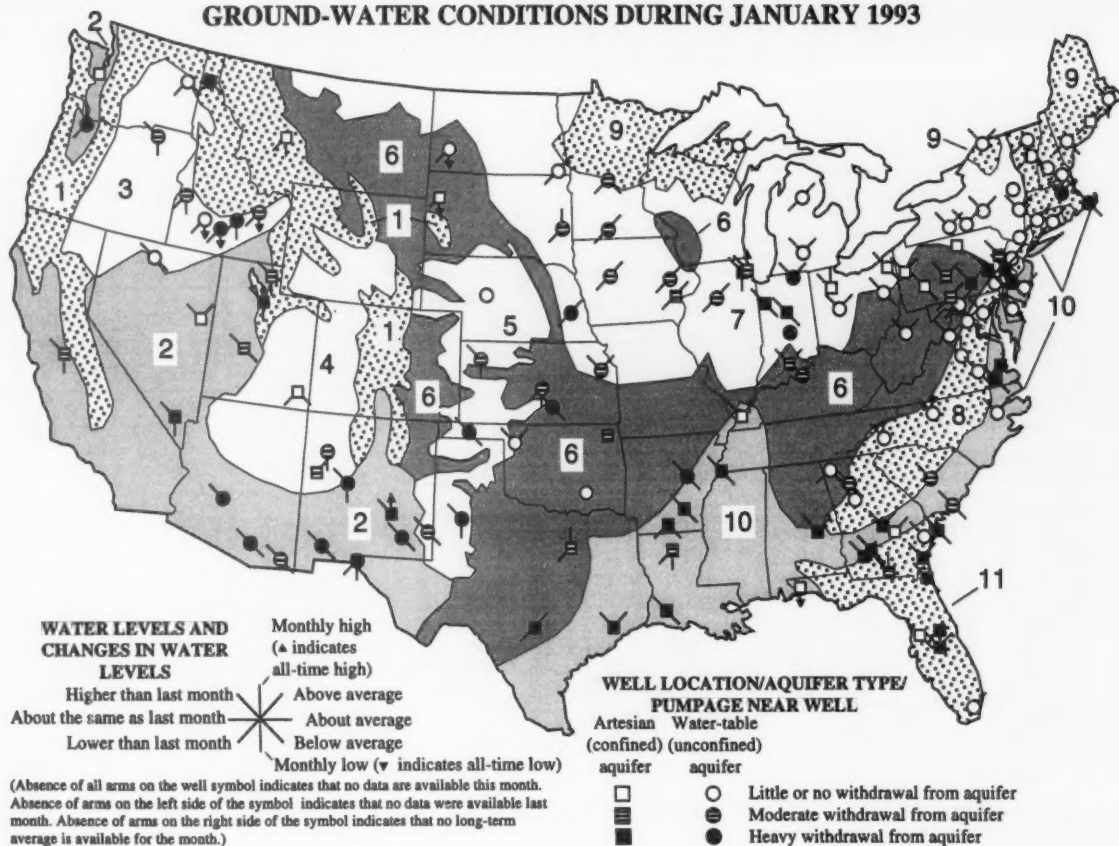 GROUND-WATER CONDITIONS DURING JANUARY 1993
2
9
9
9
6
1
3
1
6
2
4
1
5
7
10
6
6
6
8
2
10
11
WATER LEVELS AND
CHANGES IN WATER
LEVELS
Monthly high
(▲ indicates
all-time high)
Higher than last month
Above average
About the same as last month
About average
Lower than last month
Below average
Monthly low (▼ indicates all-time low)
(Absence of all arms on the well symbol indicates that no data are available this month.
Absence of arms on the left side of the symbol indicates that no data were available last
month. Absence of arms on the right side of the symbol indicates that no long-term
average is available for the month.)
WELL LOCATION/AQUIFER TYPE/
PUMPAGE NEAR WELL
Artesian Water-table
(confined) (unconfined)
aquifer aquifer
Little or no withdrawal from aquifer
Moderate withdrawal from aquifer
Heavy withdrawal from aquifer